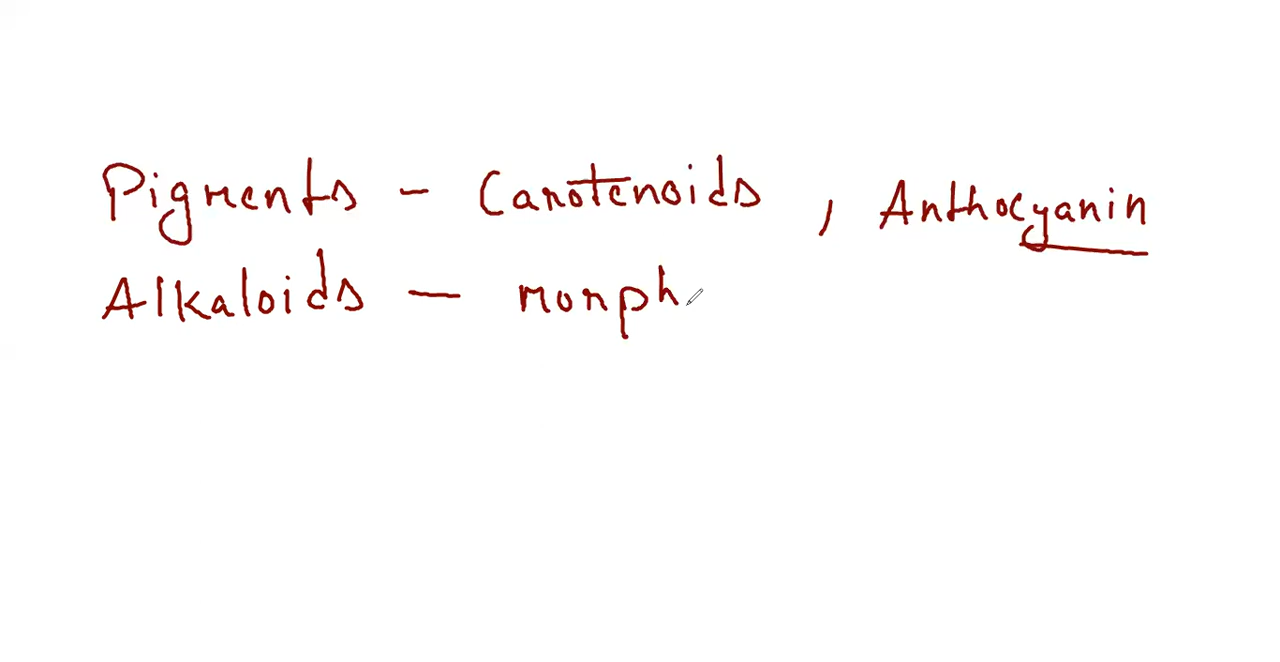 Pigments - Carotenoids , Anthocyanin
Alkaloids - morph